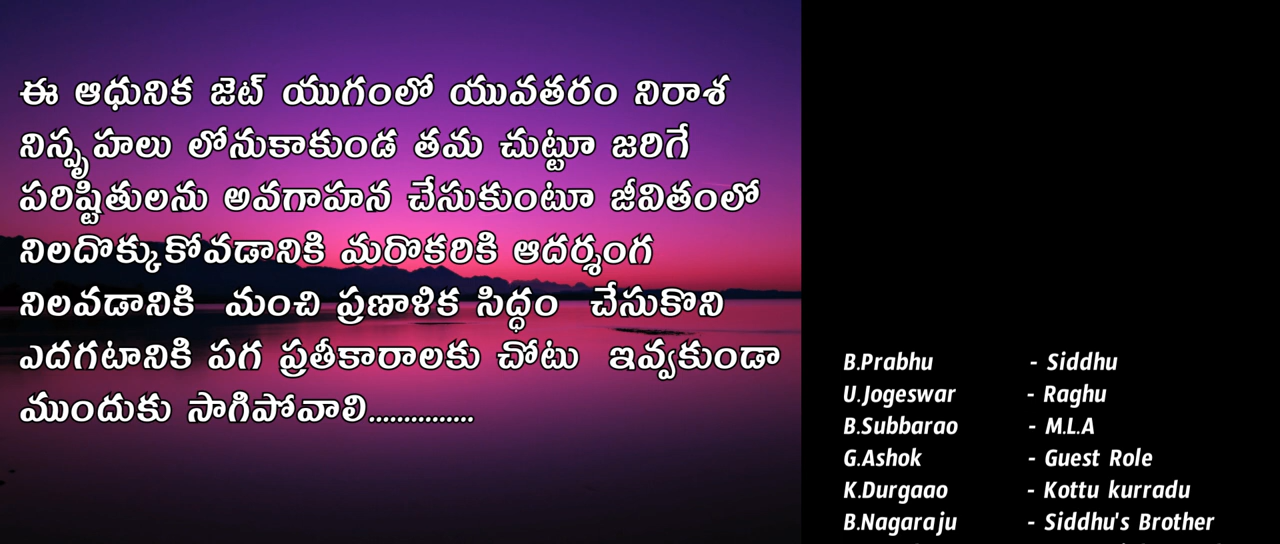 ఈ ఆధునిక జెట్ యుగంలో యువతరం నిరాశ
నిస్పృహలు లోనుకాకుండ తమ చుట్టూ జరిగే
పరిష్టితులను అవగాహన చేసుకుంటూ జీవితంలో
నిలదొక్కుకోవడానికి మరొకరికి ఆదర్శంగ
నిలవడానికి మంచి ప్రణాళిక సిద్ధం చేసుకొని
ఎదగటానికి పగ ప్రతీకారాలకు చోటు ఇవ్వకుండా
ముందుకు సాగిపోవాలి...............
B.Prabhu - Siddhu
U.Jogeswar - Raghu
B.Subbarao - M.L.A
G.Ashok - Guest Role
K.Durgaao - Kottu kurradu
B.Nagaraju - Siddhu's Brother